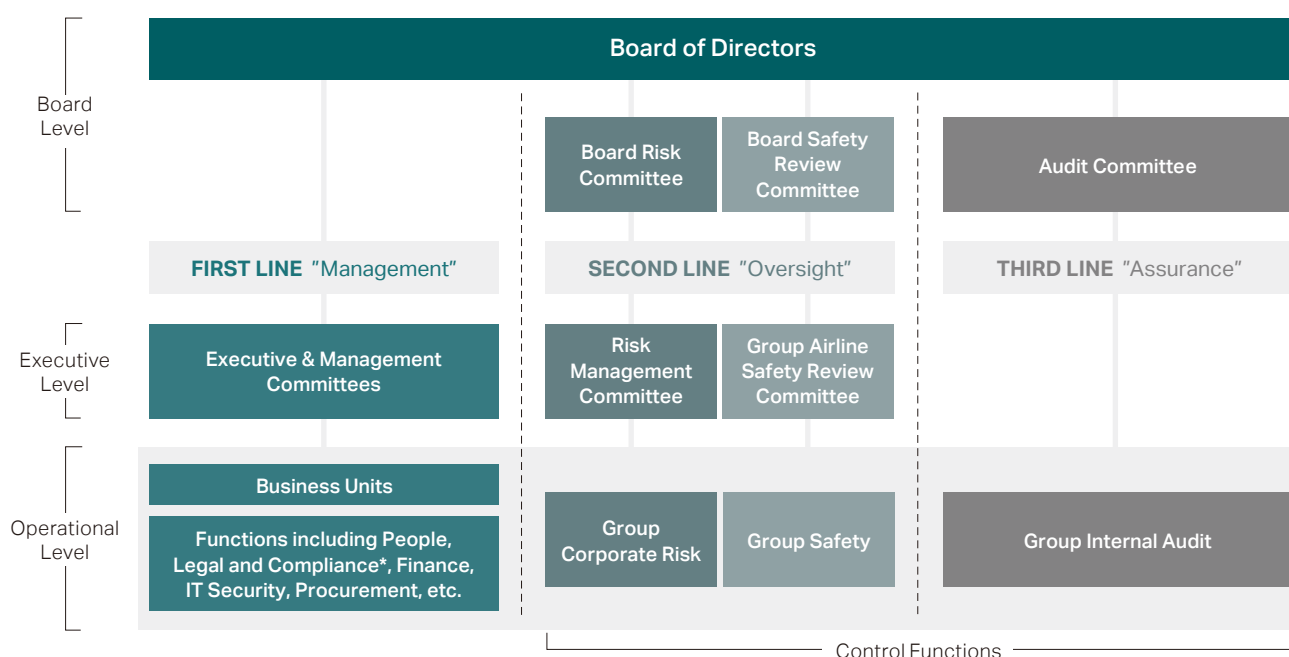 Board of Directors
Board
Level
Board Risk
Committee
Board Safety
Review
Committee
Audit Committee
FIRST LINE "Management"
SECOND LINE "Oversight"
THIRD LINE "Assurance"
Executive
Level
Executive & Management
Committees
Risk
Management
Committee
Group Airline
Safety Review
Committee
Operational
Level
Business Units
Functions including People,
Legal and Compliance*, Finance,
IT Security, Procurement, etc.
Group
Corporate Risk
Group Safety
Group Internal Audit
Control Functions